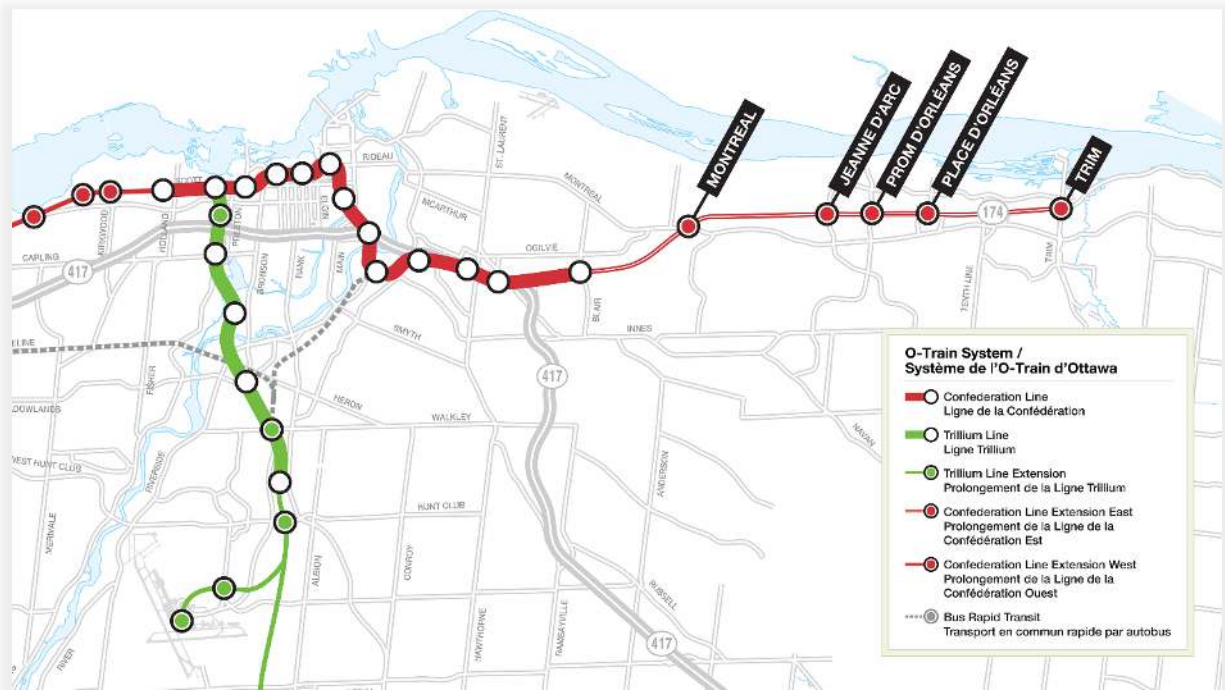 MONTREAL
JEANNE D'ARC
PROM D'ORLÉANS
PLACE D'ORLÉANS
TRIM
ST. LAURENT
RIDEAU
MONTREAL
SCOTT
ELGIN
MCARTHUR
174
KIRKWOOD
HOLLAND
PRESTON
BRONSON
BANK
MAIN
OGILVIE
CARLING
417
BLAIR
TENTH LINE
TRIM
SMYTH
INNES
FISHER
417
HERON
WALKLEY
NAVAN
HUNT CLUB
RIVERSIDE
ANDERSON
HUNT CLUB
MERIVALE
ALBION
CONROY
RUSSELL
HAWTHORNE
RAMSAYVILLE
417
RIVER
O-Train System /
Système de l'O-Train d'Ottawa
Confederation Line
Ligne de la Confédération
Trillium Line
Ligne Trillium
Trillium Line Extension
Prolongement de la Ligne Trillium
Confederation Line Extension East
Prolongement de la Ligne de la
Confédération Est
Confederation Line Extension West
Prolongement de la Ligne de la
Confédération Ouest
Bus Rapid Transit
Transport en commun rapide par autobus